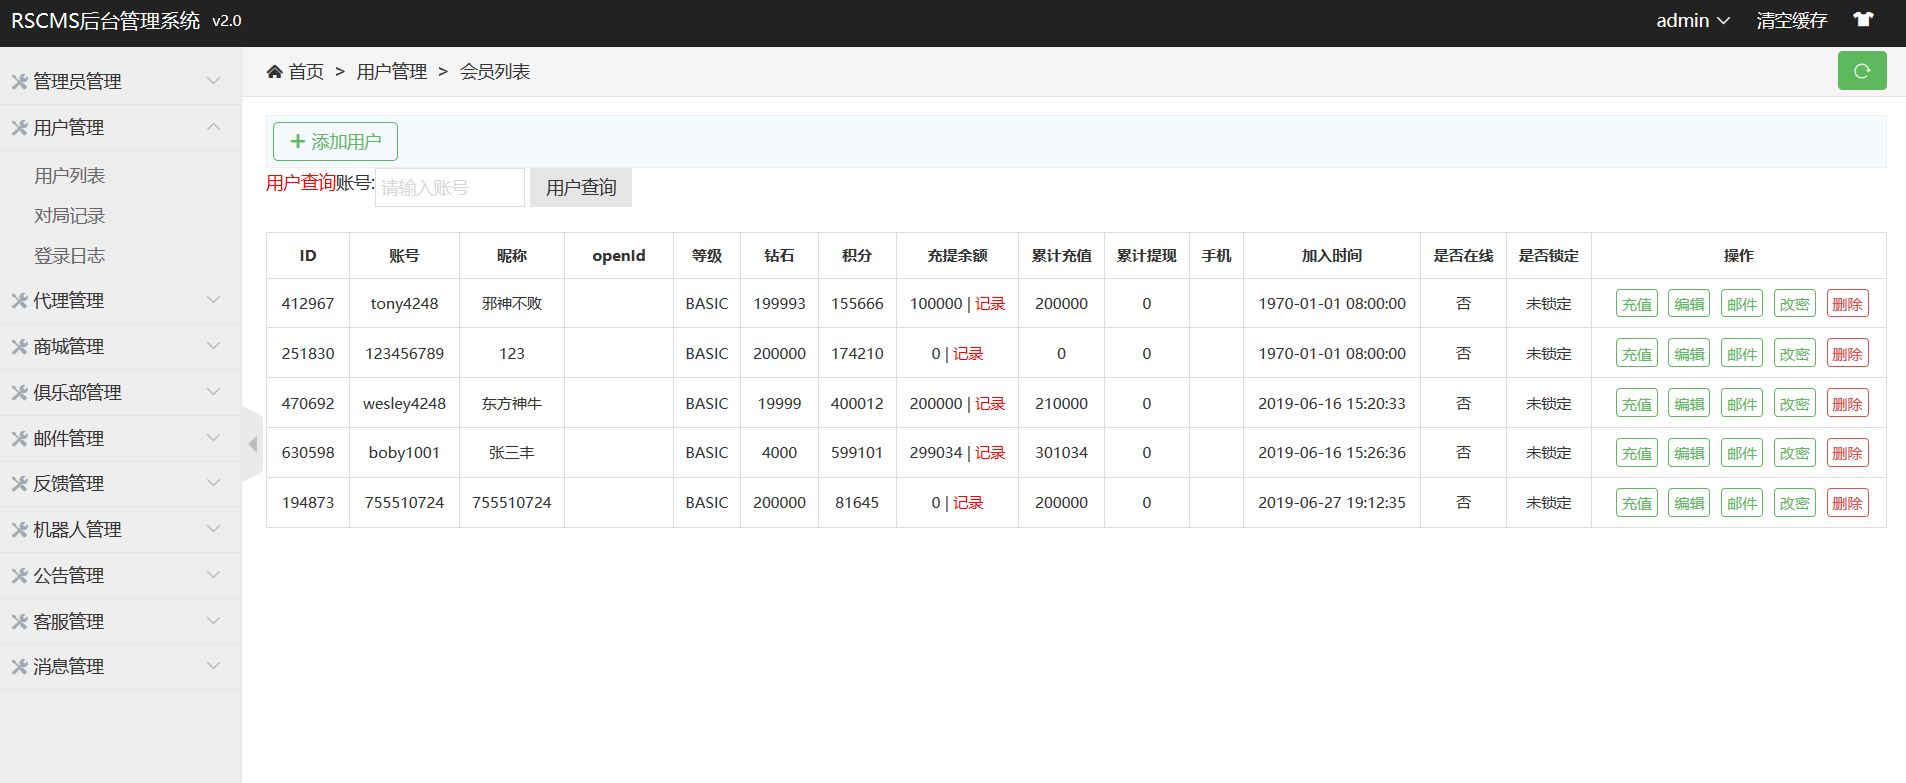 RSCMS后台管理系统 v2.0 admin 清空缓存
管理员管理
用户管理
用户列表
对局记录
登录日志
代理管理
商城管理
俱乐部管理
邮件管理
反馈管理
机器人管理
公告管理
客服管理
消息管理
首页 > 用户管理 > 会员列表
添加用户
用户查询账号: 请输入账号 用户查询
ID 账号 昵称 openId 等级 钻石 积分 充提余额 累计充值 累计提现 手机 加入时间 是否在线 是否锁定 操作
412967 tony4248 邪神不败 BASIC 199993 155666 100000 | 记录 200000 0 1970-01-01 08:00:00 否 未锁定 充值 编辑 邮件 改密 删除
251830 123456789 123 BASIC 200000 174210 0 | 记录 0 0 1970-01-01 08:00:00 否 未锁定 充值 编辑 邮件 改密 删除
470692 wesley4248 东方神牛 BASIC 19999 400012 200000 | 记录 210000 0 2019-06-16 15:20:33 否 未锁定 充值 编辑 邮件 改密 删除
630598 boby1001 张三丰 BASIC 4000 599101 299034 | 记录 301034 0 2019-06-16 15:26:36 否 未锁定 充值 编辑 邮件 改密 删除
194873 755510724 755510724 BASIC 200000 81645 0 | 记录 200000 0 2019-06-27 19:12:35 否 未锁定 充值 编辑 邮件 改密 删除